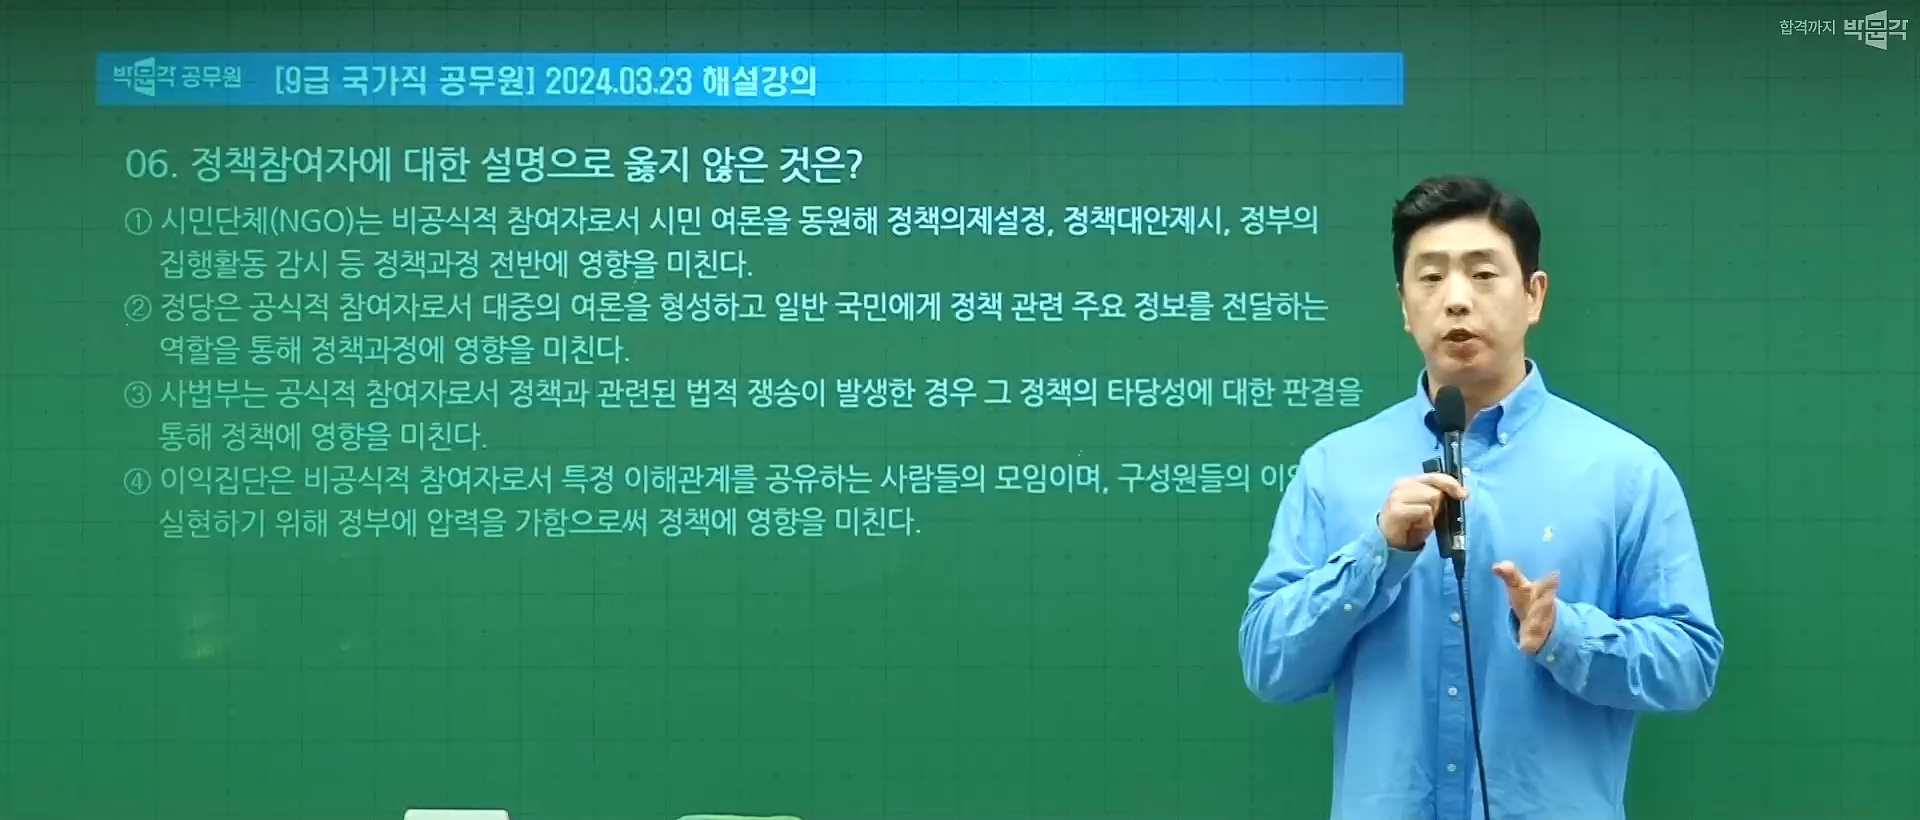 합격까지 박문각
박문각 공무원 [9급 국가직 공무원] 2024.03.23 해설강의
06. 정책참여자에 대한 설명으로 옳지 않은 것은?
① 시민단체(NGO)는 비공식적 참여자로서 시민 여론을 동원해 정책의제설정, 정책대안제시, 정부의
집행활동 감시 등 정책과정 전반에 영향을 미친다.
② 정당은 공식적 참여자로서 대중의 여론을 형성하고 일반 국민에게 정책 관련 주요 정보를 전달하는
역할을 통해 정책과정에 영향을 미친다.
③ 사법부는 공식적 참여자로서 정책과 관련된 법적 쟁송이 발생한 경우 그 정책의 타당성에 대한 판결을
통해 정책에 영향을 미친다.
④ 이익집단은 비공식적 참여자로서 특정 이해관계를 공유하는 사람들의 모임이며, 구성원들의
실현하기 위해 정부에 압력을 가함으로써 정책에 영향을 미친다.